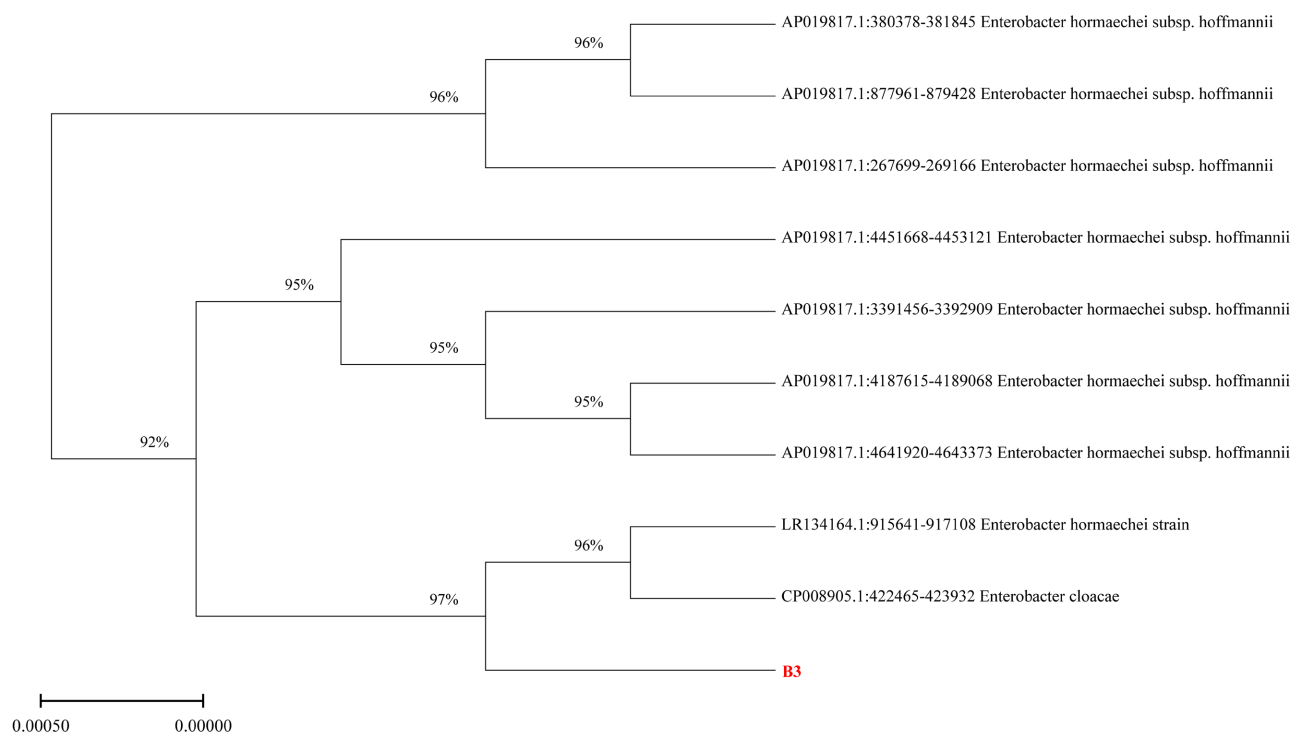 AP019817.1:380378-381845 Enterobacter hormaechei subsp. hoffmannii
96%
AP019817.1:877961-879428 Enterobacter hormaechei subsp. hoffmannii
96%
AP019817.1:267699-269166 Enterobacter hormaechei subsp. hoffmannii
AP019817.1:4451668-4453121 Enterobacter hormaechei subsp. hoffmannii
95%
AP019817.1:3391456-3392909 Enterobacter hormaechei subsp. hoffmannii
95%
AP019817.1:4187615-4189068 Enterobacter hormaechei subsp. hoffmannii
95%
92%
AP019817.1:4641920-4643373 Enterobacter hormaechei subsp. hoffmannii
LR134164.1:915641-917108 Enterobacter hormaechei strain
96%
97%
CP008905.1:422465-423932 Enterobacter cloacae
B3
0.00050 0.00000